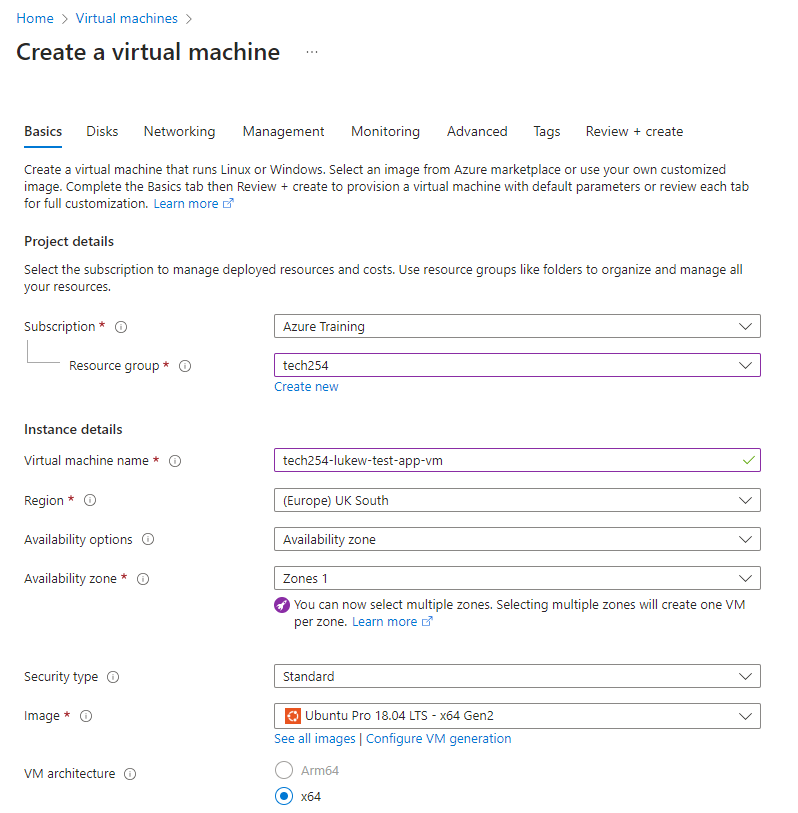 Home > Virtual machines >
Create a virtual machine ...
Basics Disks Networking Management Monitoring Advanced Tags Review + create
Create a virtual machine that runs Linux or Windows. Select an image from Azure marketplace or use your own customized
image. Complete the Basics tab then Review + create to provision a virtual machine with default parameters or review each tab
for full customization. Learn more
Project details
Select the subscription to manage deployed resources and costs. Use resource groups like folders to organize and manage all
your resources.
Subscription * Azure Training
Resource group * tech254
Create new
Instance details
Virtual machine name * tech254-lukew-test-app-vm
Region * (Europe) UK South
Availability options Availability zone
Availability zone * Zones 1
You can now select multiple zones. Selecting multiple zones will create one VM
per zone. Learn more
Security type Standard
Image * Ubuntu Pro 18.04 LTS - x64 Gen2
See all images | Configure VM generation
VM architecture Arm64
x64